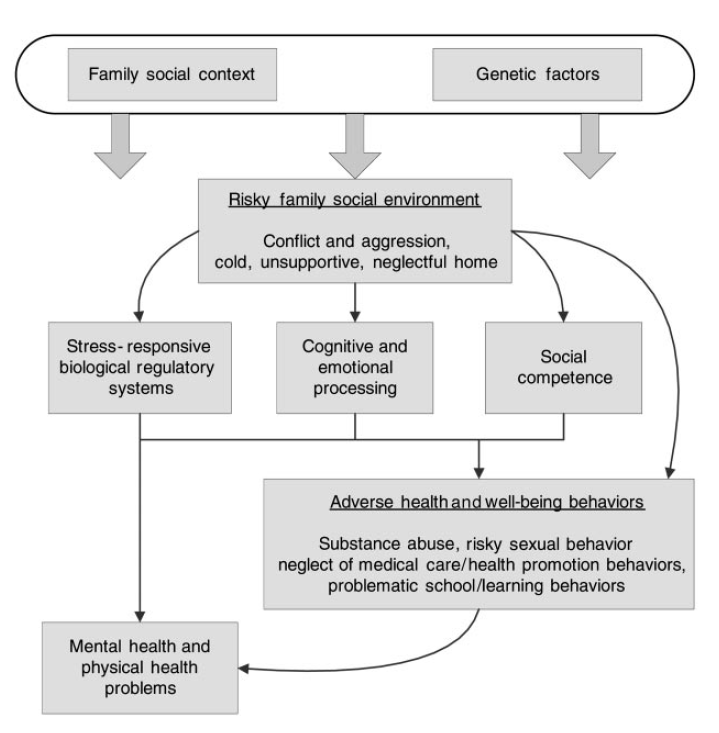 Family social context
Genetic factors
Risky family social environment
Conflict and aggression,
cold, unsupportive, neglectful home
Stress- responsive
biological regulatory
systems
Cognitive and
emotional
processing
Social
competence
Adverse health and well-being behaviors
Substance abuse, risky sexual behavior
neglect of medical care/health promotion behaviors,
problematic school/learning behaviors
Mental health and
physical health
problems